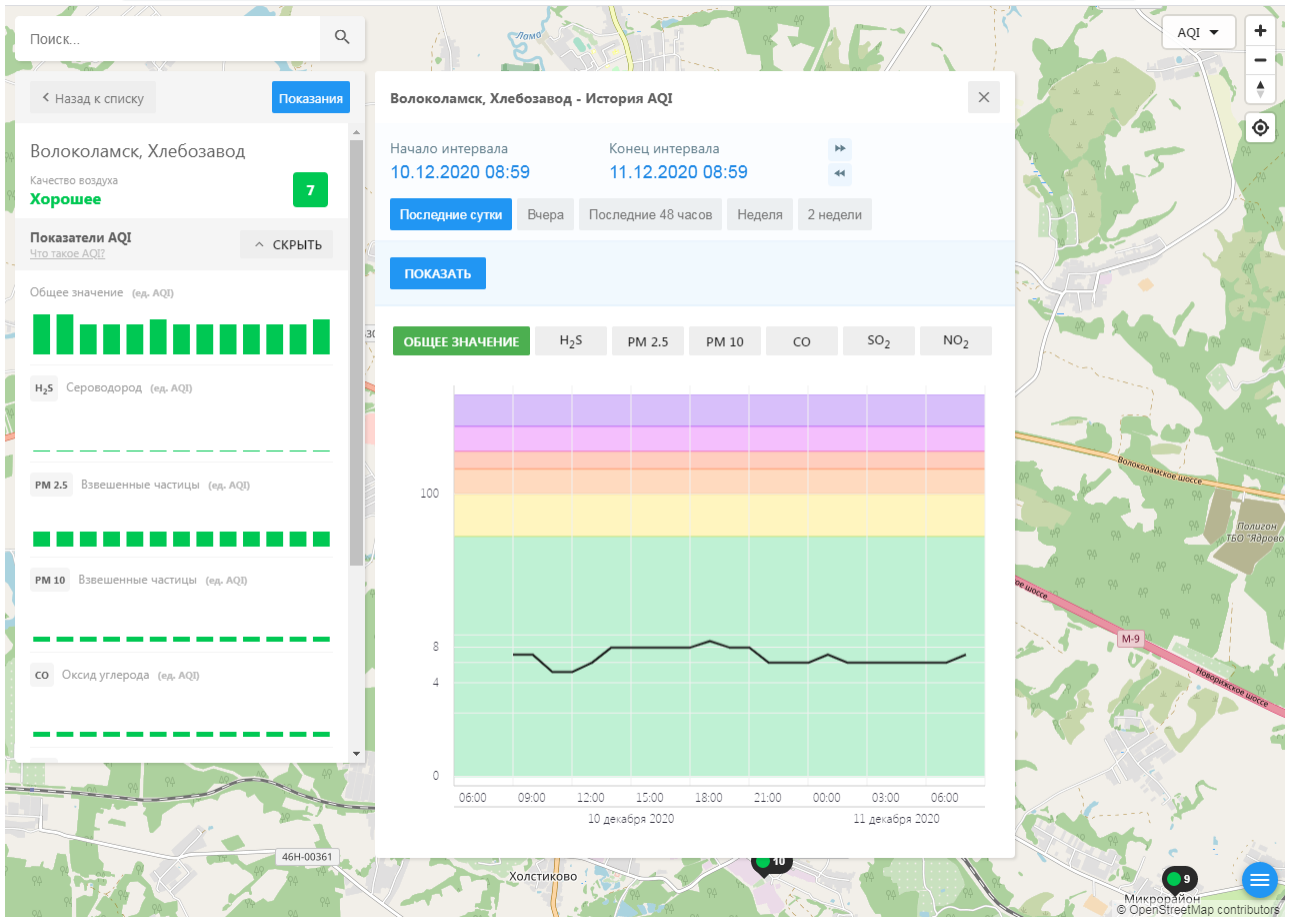 Поиск...
AQI
Назад к списку
Показания
Волоколамск, Хлебозавод
Качество воздуха
Хорошее
7
Показатели AQI
Что такое AQI?
СКРЫТЬ
Общее значение (ед. AQI)
H2S Сероводород (ед. AQI)
PM 2.5 Взвешенные частицы (ед. AQI)
PM 10 Взвешенные частицы (ед. AQI)
CO Оксид углерода (ед. AQI)
Волоколамск, Хлебозавод - История AQI
Начало интервала
10.12.2020 08:59
Конец интервала
11.12.2020 08:59
Последние сутки Вчера Последние 48 часов Неделя 2 недели
ПОКАЗАТЬ
ОБЩЕЕ ЗНАЧЕНИЕ H2S PM 2.5 PM 10 CO SO2 NO2
100
8
4
0
06:00 09:00 12:00 15:00 18:00 21:00 00:00 03:00 06:00
10 декабря 2020 11 декабря 2020
Ломо
Волоколамское шоссе
Полигон
ТБО "Ядрово
М-9
Новорижское шоссе
46Н-00361
Холстиково
10
9
Микрорайон
© OpenStreetMap contributors